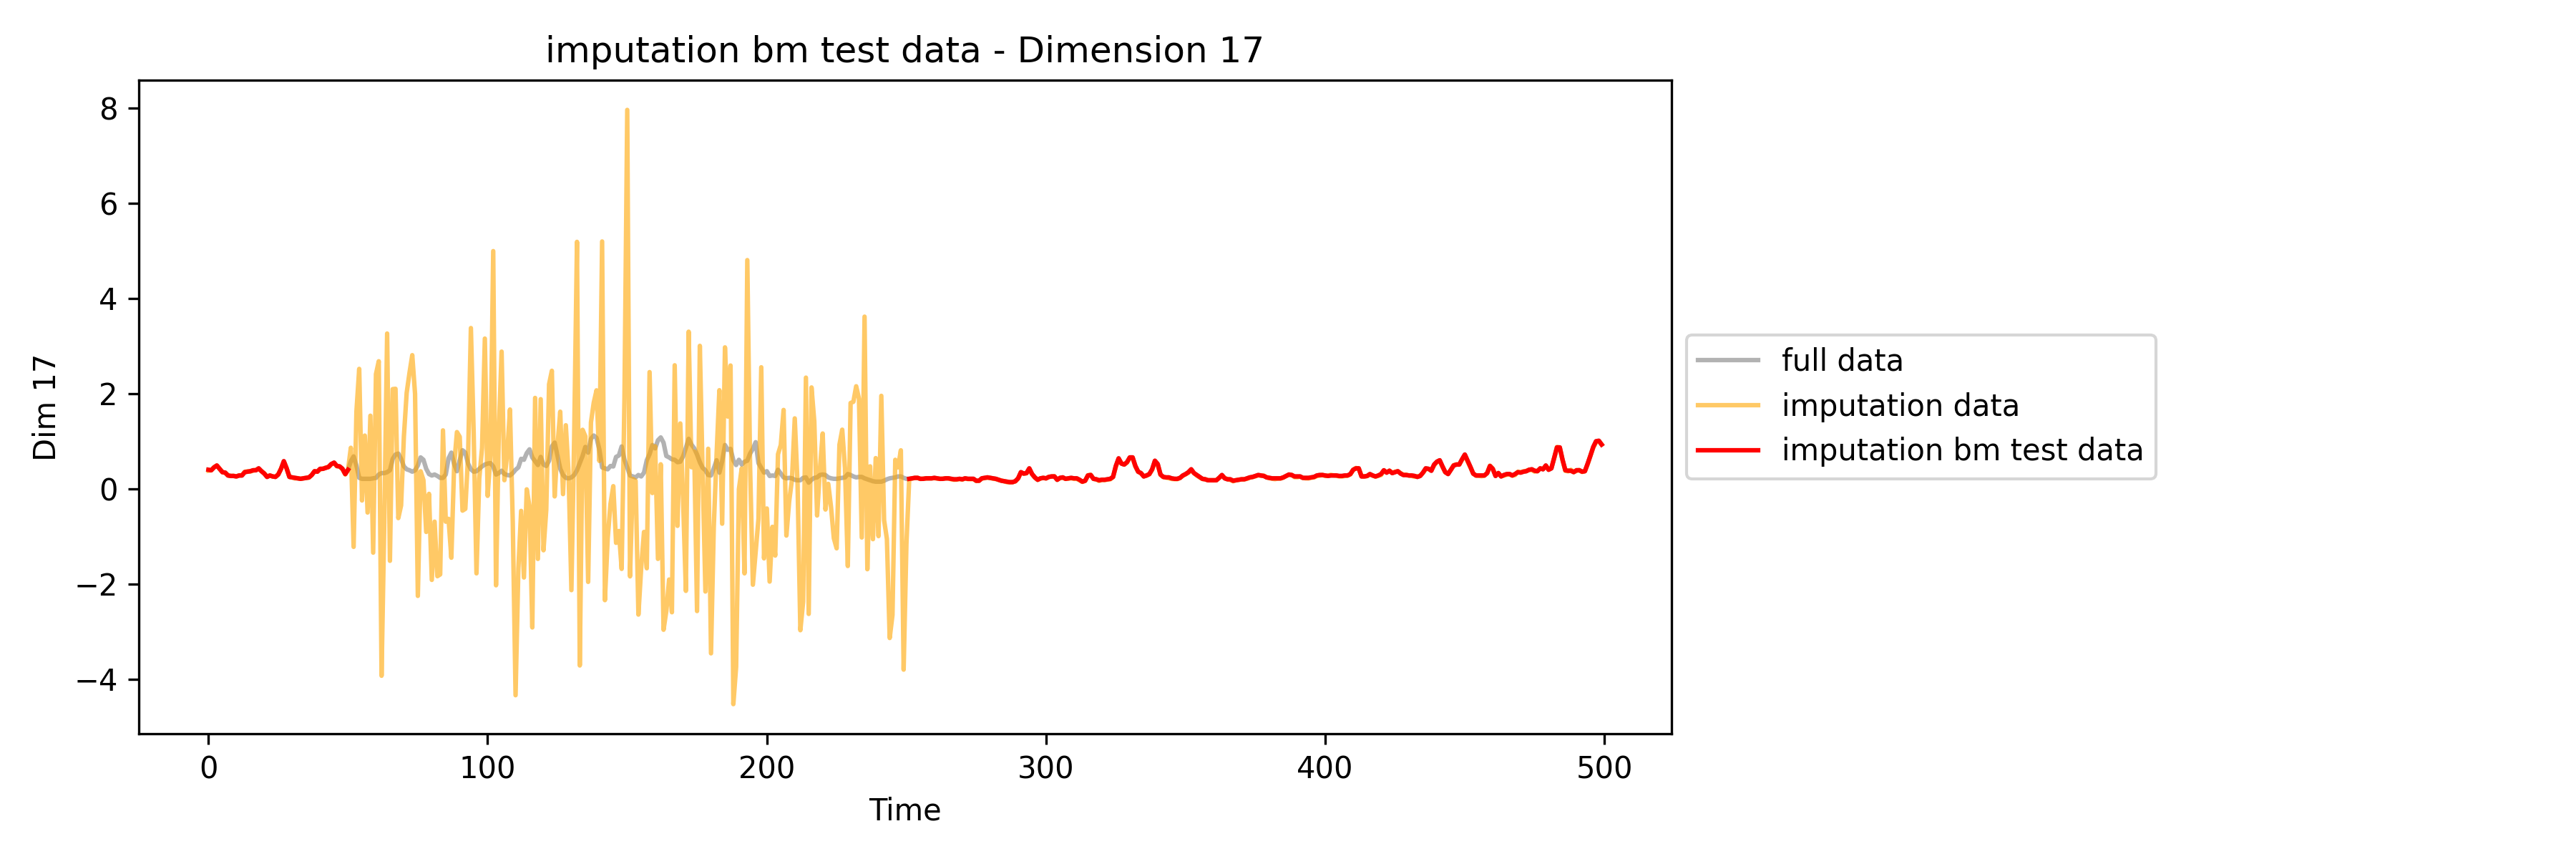 imputation bm test data - Dimension 17
8
6
4
2
0
−2
−4
Dim 17
0 100 200 300 400 500
Time
full data
imputation data
imputation bm test data